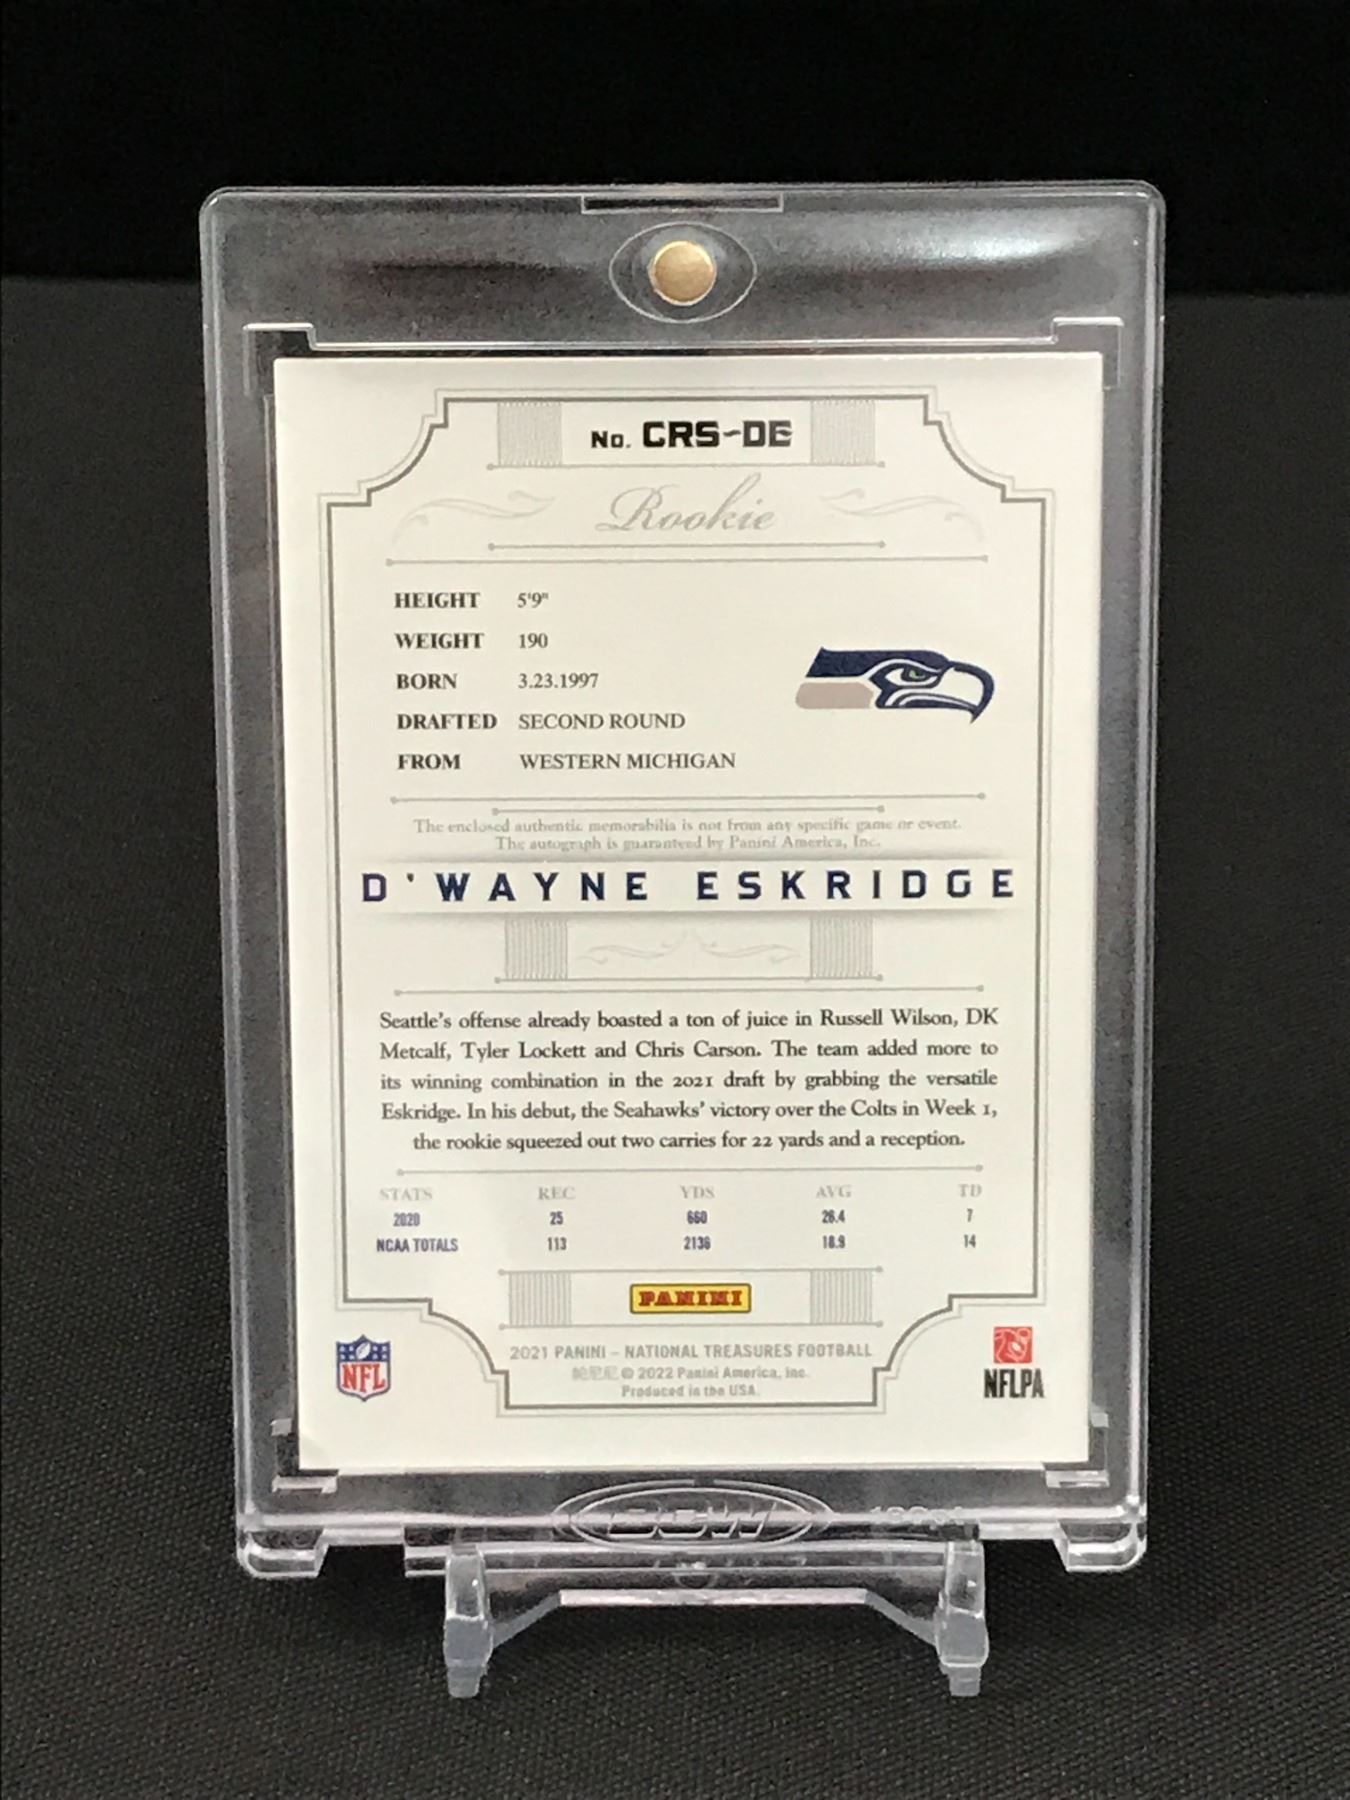 No. CRS-DE
Rookie
HEIGHT 5'9"
WEIGHT 190
BORN 3.23.1997
DRAFTED SECOND ROUND
FROM WESTERN MICHIGAN
The enclosed authentic memorabilia is not from any specific game or event.
The autograph is guaranteed by Panini America, Inc.
D'WAYNE ESKRIDGE
Seattle's offense already boasted a ton of juice in Russell Wilson, DK
Metcalf, Tyler Lockett and Chris Carson. The team added more to
its winning combination in the 2021 draft by grabbing the versatile
Eskridge. In his debut, the Seahawks' victory over the Colts in Week 1,
the rookie squeezed out two carries for 22 yards and a reception.
STATS REC YDS AVG TD
2020 25 660 26.4 7
NCAA TOTALS 113 2136 18.9 14
PANINI
2021 PANINI – NATIONAL TREASURES FOOTBALL
帕尼尼 © 2022 Panini America, Inc.
Produced in the USA.
NFL
NFLPA
BCW